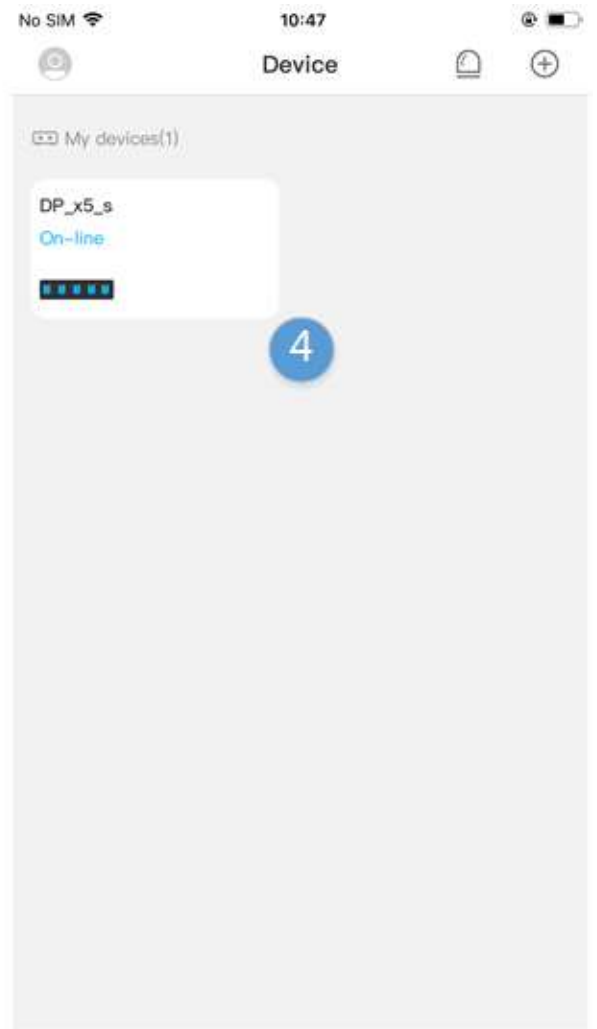 No SIM 10:47
Device
My devices(1)
DP_x5_s
On-line
4